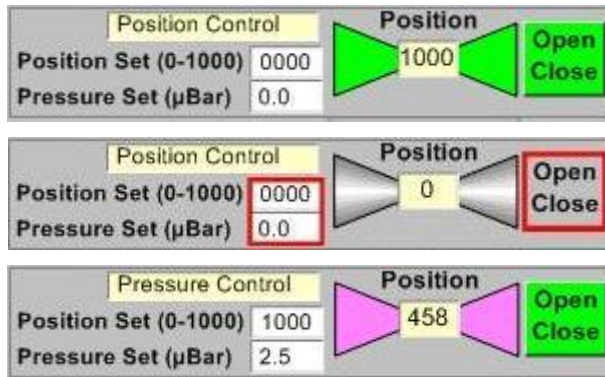 Position Control Position
Position Set (0-1000) 0000 1000 Open
Pressure Set (µBar) 0.0 Close
Position Control Position
Position Set (0-1000) 0000 0 Open
Pressure Set (µBar) 0.0 Close
Pressure Control Position
Position Set (0-1000) 1000 458 Open
Pressure Set (µBar) 2.5 Close